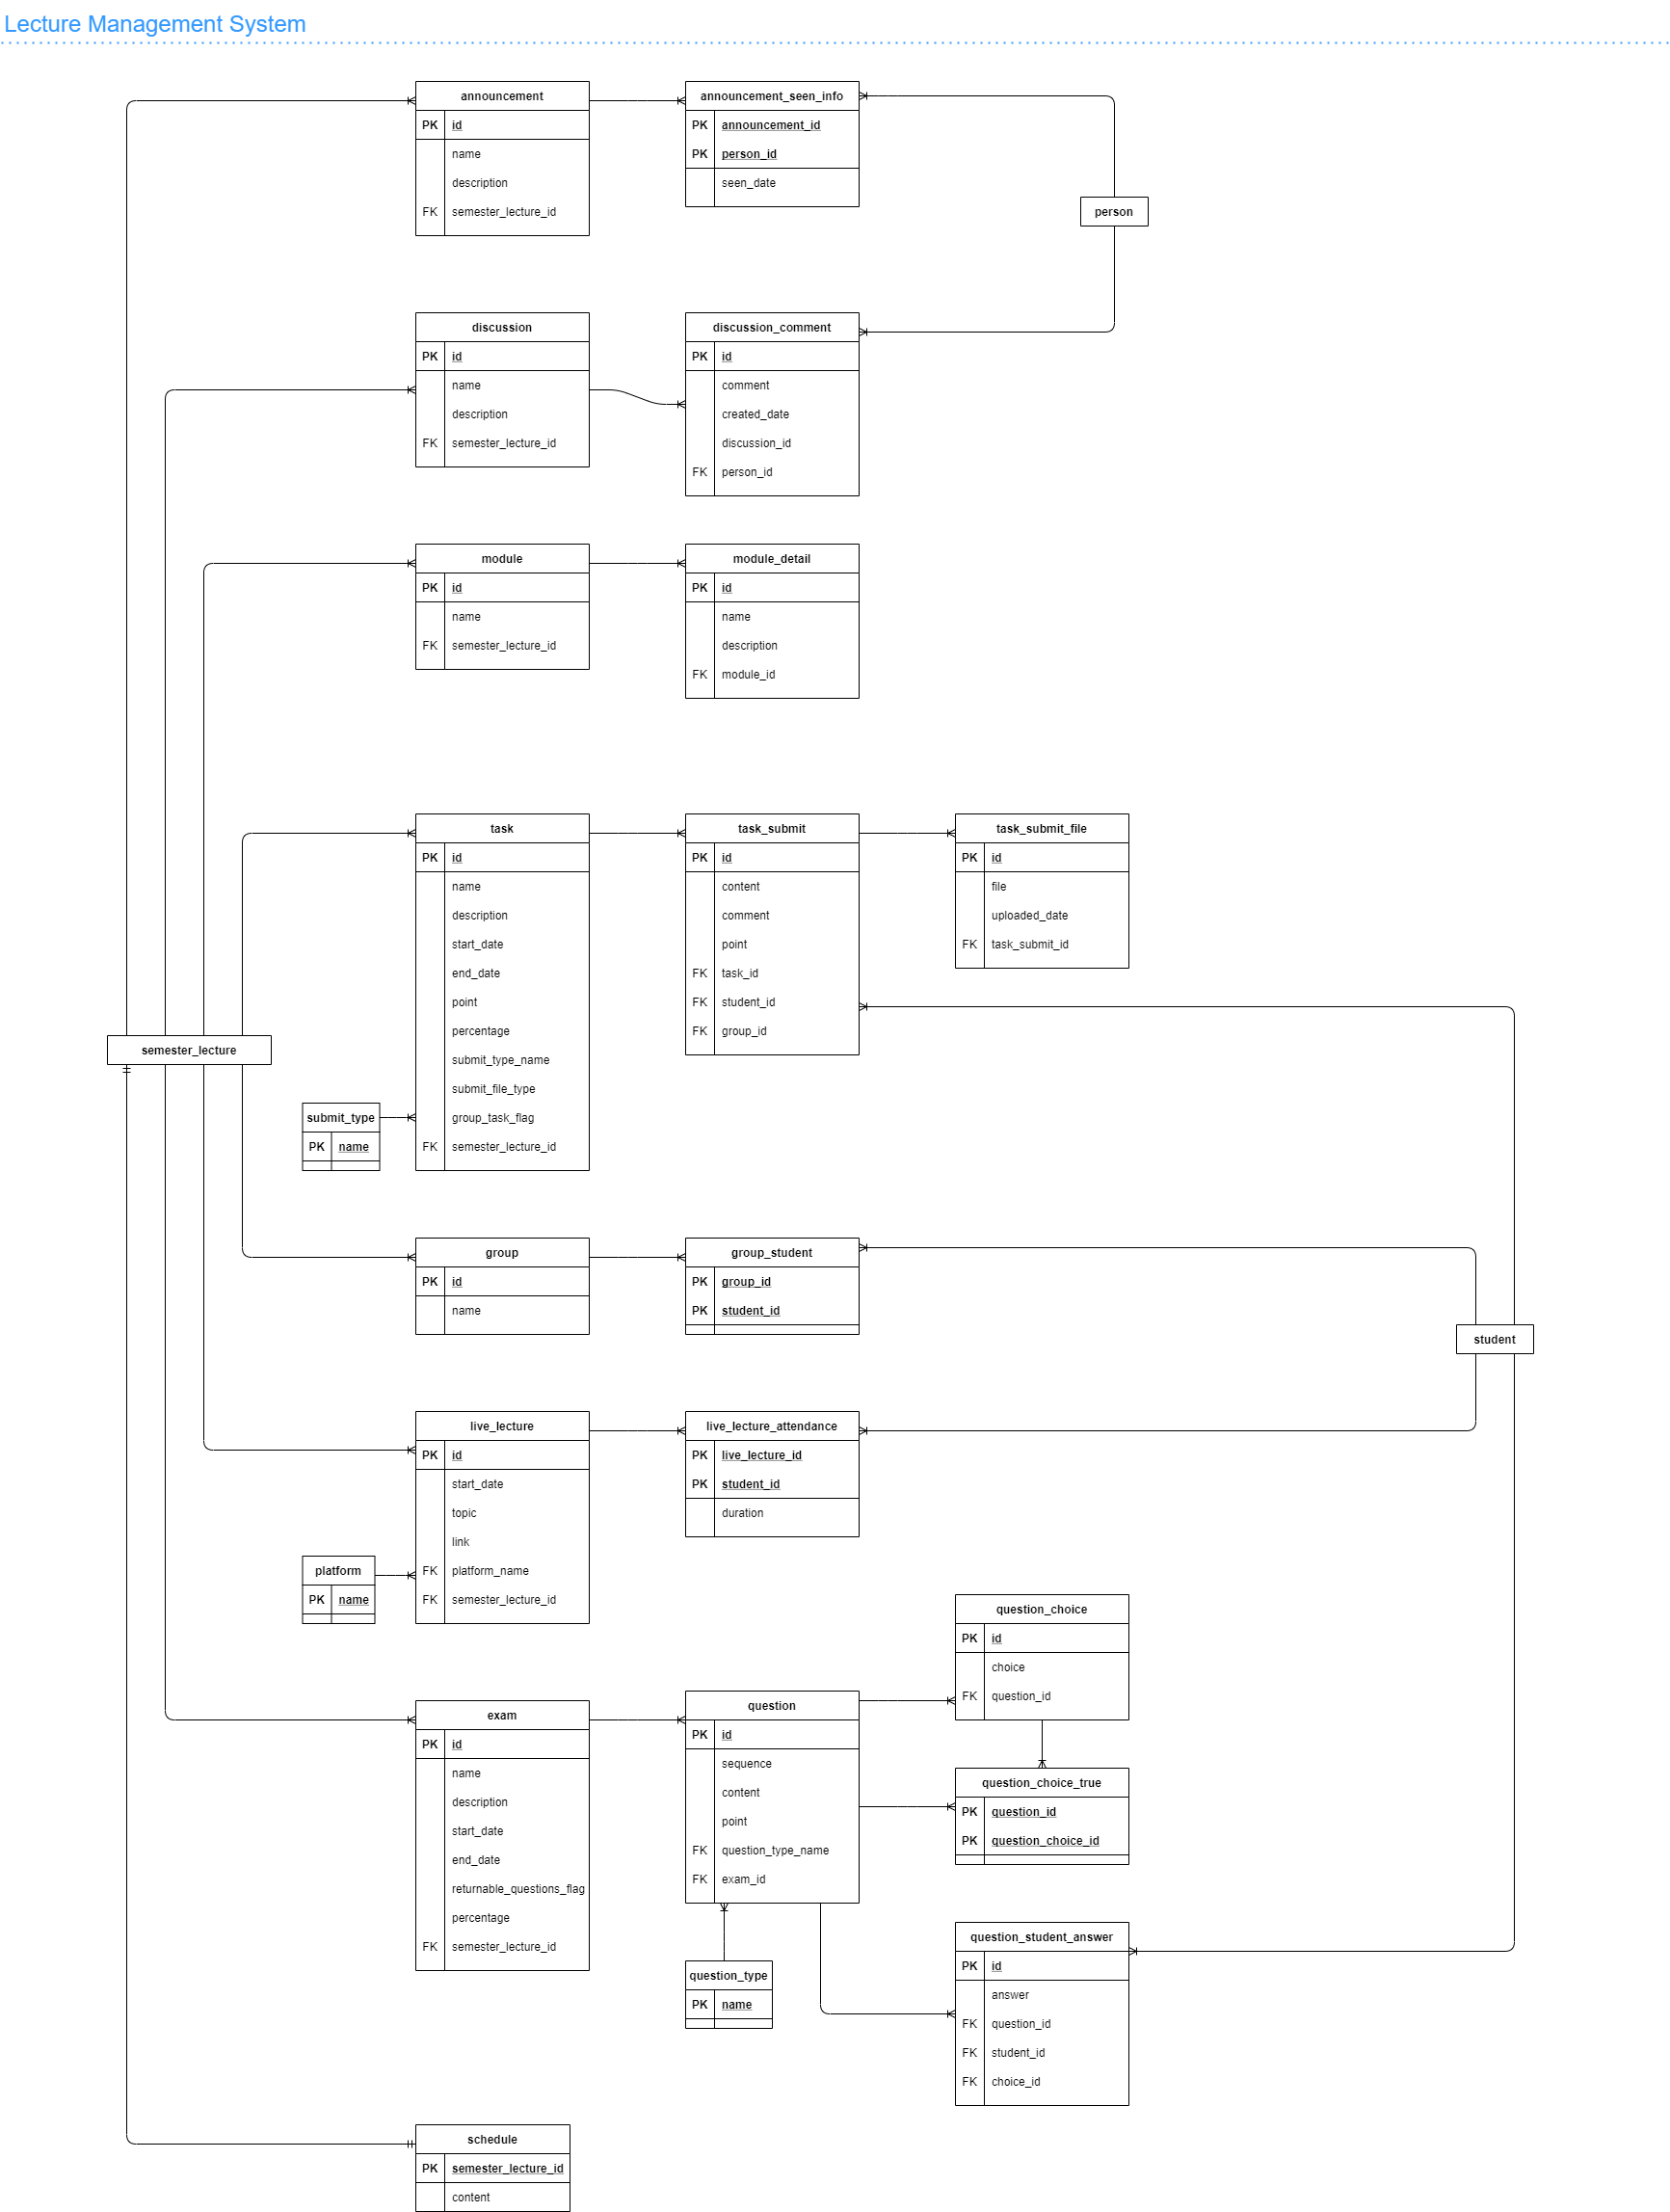 Lecture Management System
announcement
PK id
name
description
FK semester_lecture_id
announcement_seen_info
PK announcement_id
PK person_id
seen_date
person
discussion
PK id
name
description
FK semester_lecture_id
discussion_comment
PK id
comment
created_date
discussion_id
FK person_id
module
PK id
name
FK semester_lecture_id
module_detail
PK id
name
description
FK module_id
task
PK id
name
description
start_date
end_date
point
percentage
submit_type_name
submit_file_type
group_task_flag
FK semester_lecture_id
task_submit
PK id
content
comment
point
FK task_id
FK student_id
FK group_id
task_submit_file
PK id
file
uploaded_date
FK task_submit_id
semester_lecture
submit_type
PK name
group
PK id
name
group_student
PK group_id
PK student_id
student
live_lecture
PK id
start_date
topic
link
FK platform_name
FK semester_lecture_id
live_lecture_attendance
PK live_lecture_id
PK student_id
duration
platform
PK name
question_choice
PK id
choice
FK question_id
exam
PK id
name
description
start_date
end_date
returnable_questions_flag
percentage
FK semester_lecture_id
question
PK id
sequence
content
point
FK question_type_name
FK exam_id
question_choice_true
PK question_id
PK question_choice_id
question_type
PK name
question_student_answer
PK id
answer
FK question_id
FK student_id
FK choice_id
schedule
PK semester_lecture_id
content